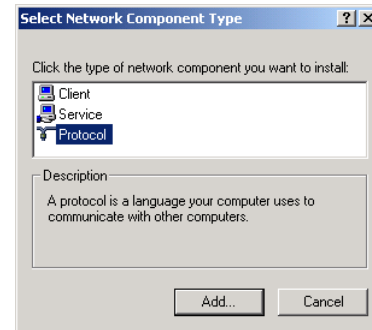 Select Network Component Type
Click the type of network component you want to install:
Client
Service
Protocol
Description
A protocol is a language your computer uses to
communicate with other computers.
Add... Cancel